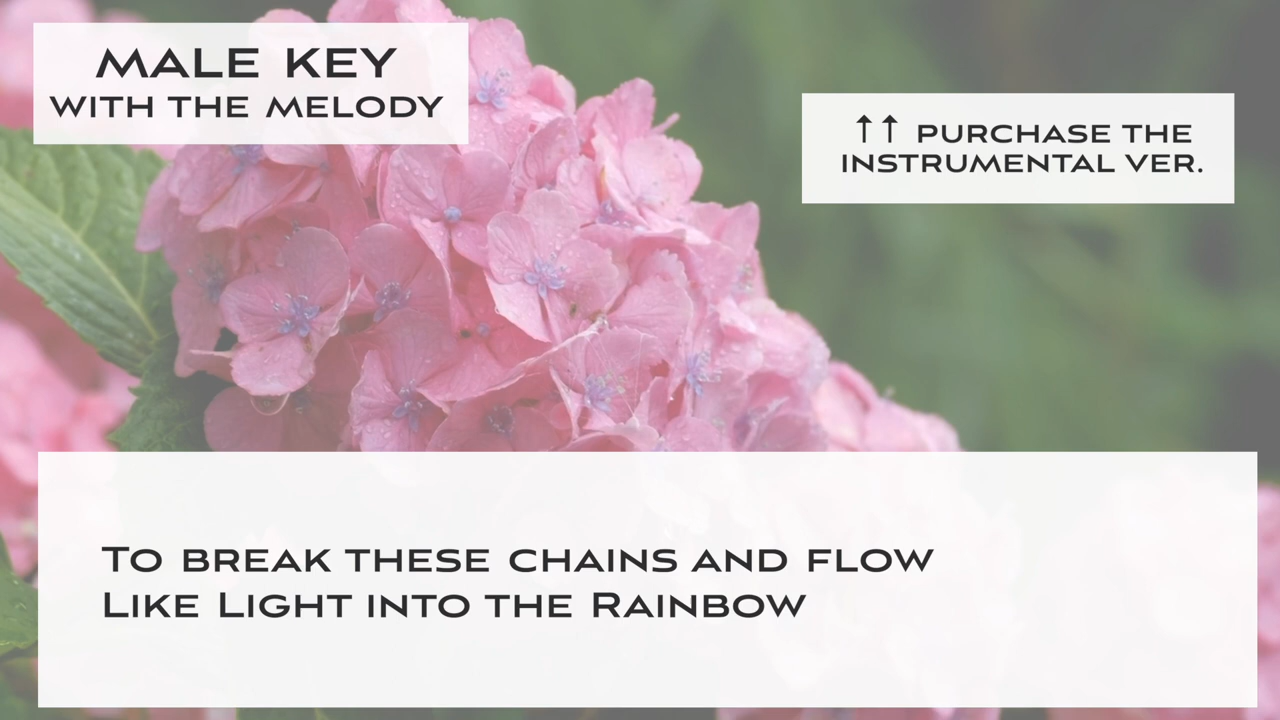 MALE KEY
WITH THE MELODY
↑↑ PURCHASE THE
INSTRUMENTAL VER.
To break these chains and flow
Like Light into the Rainbow